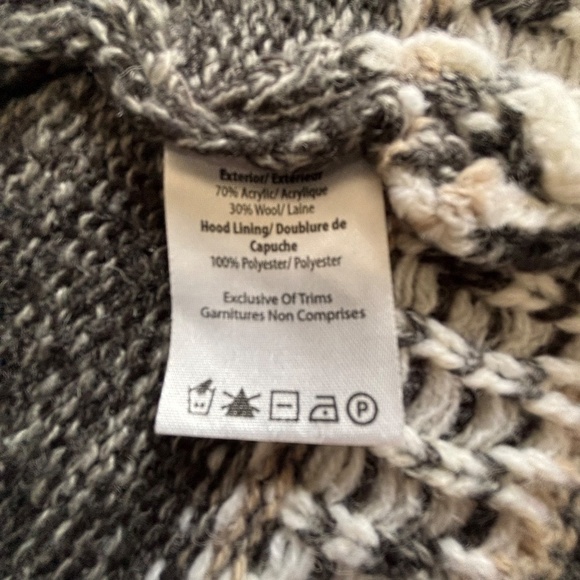 Exterior/ Extérieur
70% Acrylic/ Acrylique
30% Wool/ Laine
Hood Lining/ Doublure de
Capuche
100% Polyester/ Polyester
Exclusive Of Trims
Garnitures Non Comprises
P